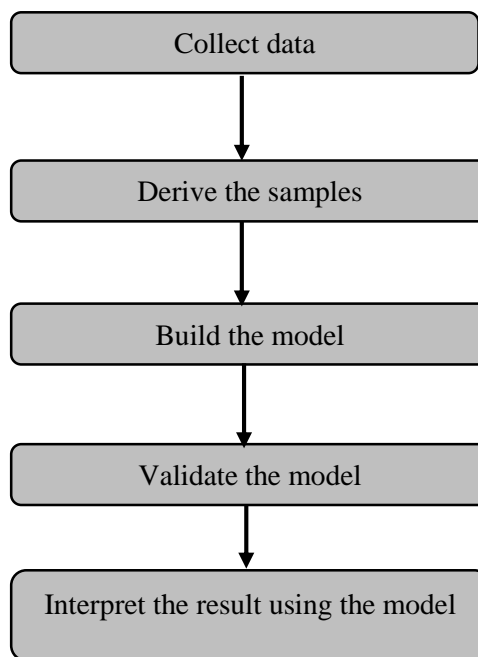 Collect data
Derive the samples
Build the model
Validate the model
Interpret the result using the model